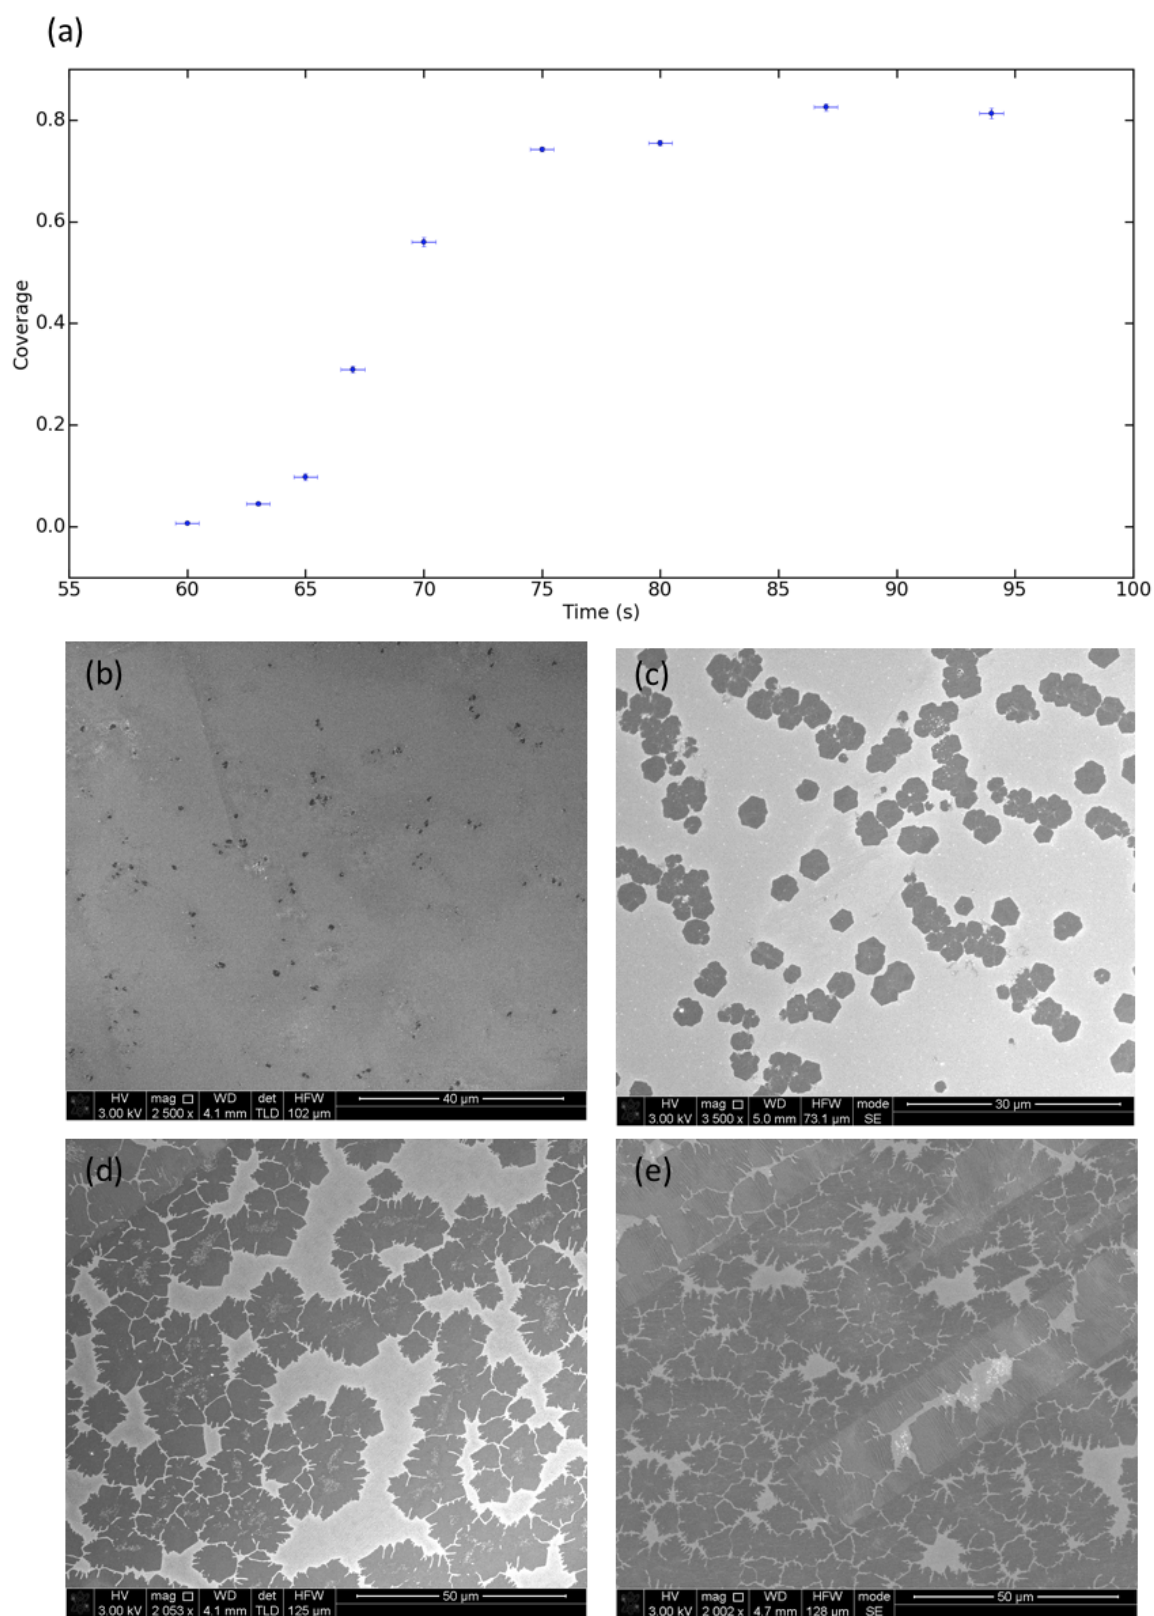 (a)
0.8
0.6
0.4
0.2
0.0
Coverage
55 60 65 70 75 80 85 90 95 100
Time (s)
(b)
HV mag WD det HFW
3.00 kV 2 500 x 4.1 mm TLD 102 µm
40 µm
(c)
HV mag WD HFW mode
3.00 kV 3 500 x 5.0 mm 73.1 µm SE
30 µm
(d)
HV mag WD det HFW
3.00 kV 2 053 x 4.1 mm TLD 125 µm
50 µm
(e)
HV mag WD HFW mode
3.00 kV 2 002 x 4.7 mm 128 µm SE
50 µm